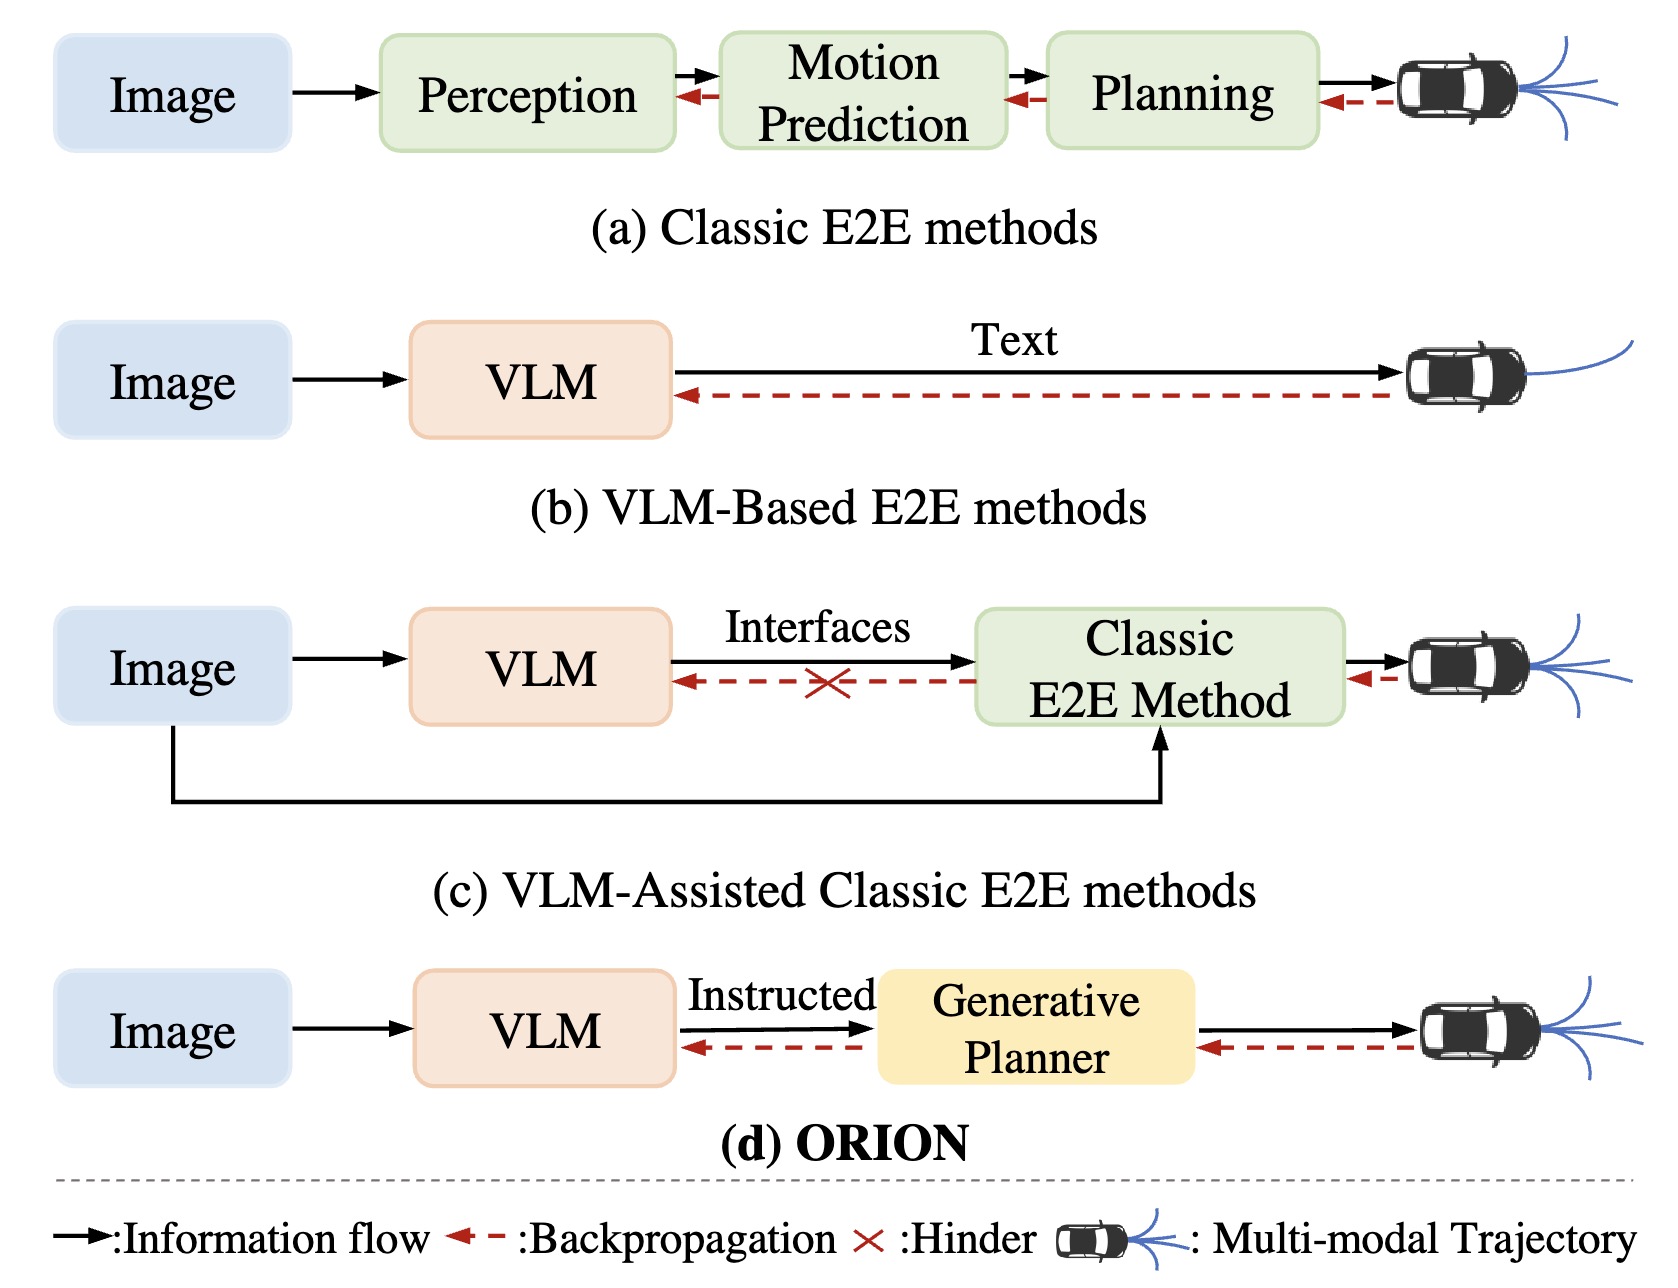 Image
Perception
Motion
Prediction
Planning
(a) Classic E2E methods
Image
VLM
Text
(b) VLM-Based E2E methods
Image
VLM
Interfaces
Classic
E2E Method
(c) VLM-Assisted Classic E2E methods
Image
VLM
Instructed
Generative
Planner
(d) ORION
:Information flow :Backpropagation :Hinder : Multi-modal Trajectory